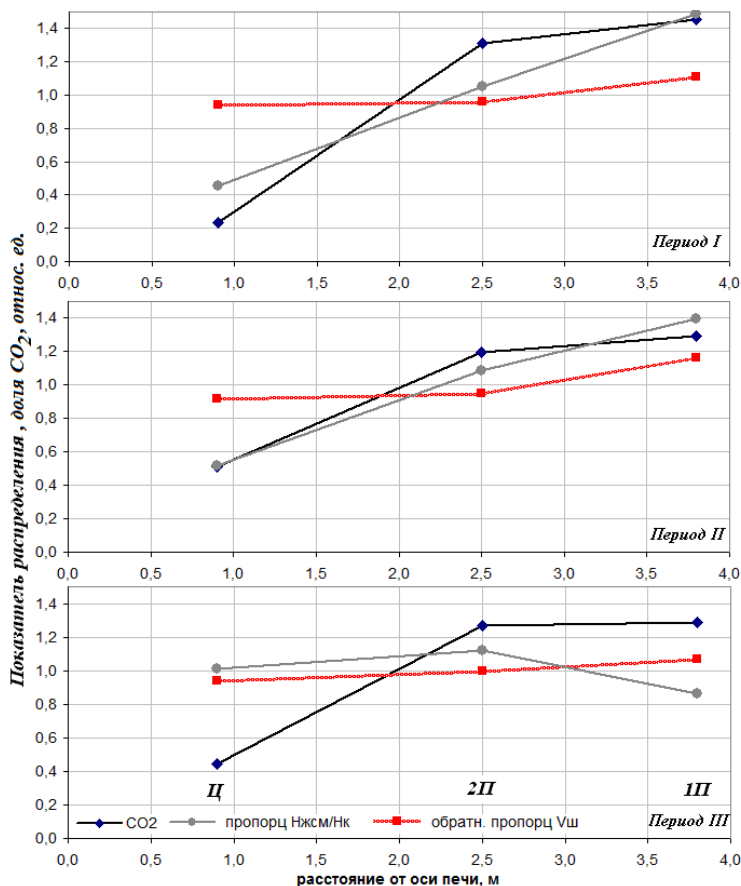 Показатель распределения , доля CO2, относ. ед.
1,4
1,2
1,0
0,8
0,6
0,4
0,2
0,0
Период I
0,0 0,5 1,0 1,5 2,0 2,5 3,0 3,5 4,0
1,4
1,2
1,0
0,8
0,6
0,4
0,2
0,0
Период II
0,0 0,5 1,0 1,5 2,0 2,5 3,0 3,5 4,0
1,4
1,2
1,0
0,8
0,6
0,4
0,2
0,0
Ц 2П 1П
CO2 пропорц Нжсм/Нк обратн. пропорц Vш Период III
0,0 0,5 1,0 1,5 2,0 2,5 3,0 3,5 4,0
расстояние от оси печи, м